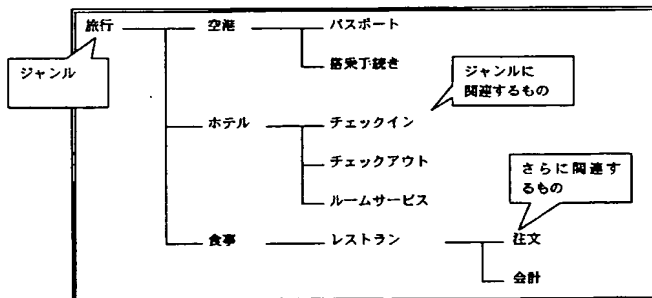 旅行 空港 パスポート
搭乗手続き
ジャンル
ジャンルに
関連するもの
ホテル チェックイン
チェックアウト
さらに関連す
るもの
ルームサービス
食事 レストラン 注文
会計